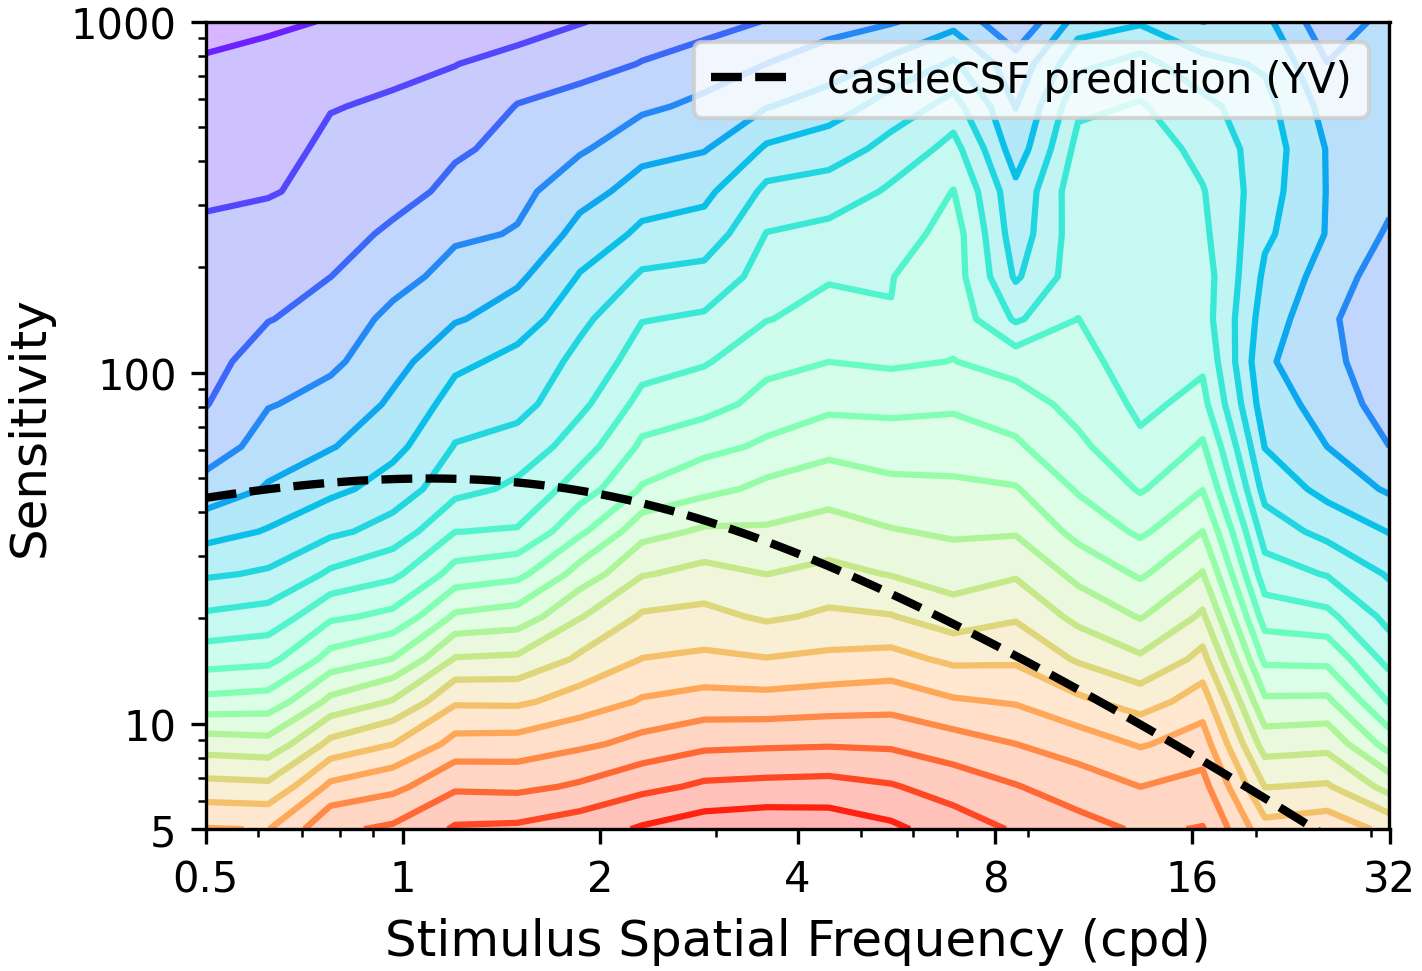 1000
100
10
5
Sensitivity
castleCSF prediction (YV)
0.5 1 2 4 8 16 32
Stimulus Spatial Frequency (cpd)